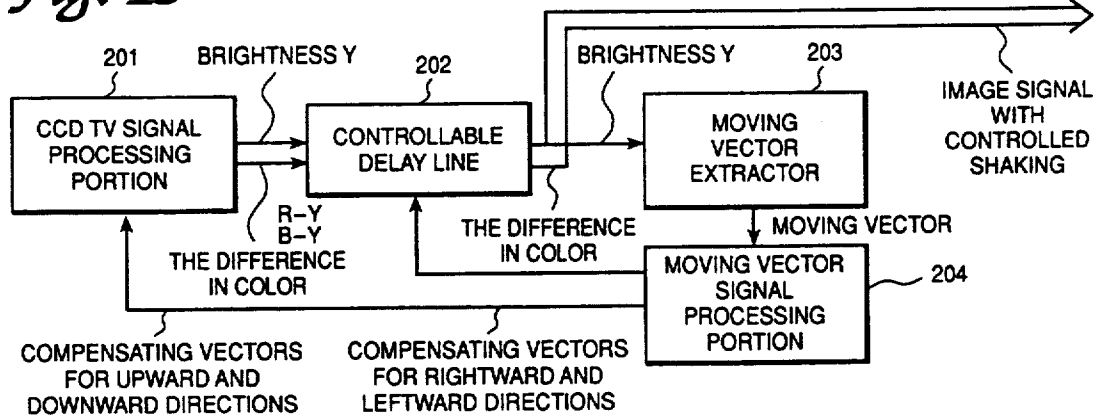 201
BRIGHTNESS Y
202
BRIGHTNESS Y
203
CCD TV SIGNAL
PROCESSING
PORTION
CONTROLLABLE
DELAY LINE
MOVING
VECTOR
EXTRACTOR
IMAGE SIGNAL
WITH
CONTROLLED
SHAKING
R–Y
B–Y
THE DIFFERENCE
IN COLOR
THE DIFFERENCE
IN COLOR
MOVING VECTOR
MOVING VECTOR
SIGNAL
PROCESSING
PORTION
204
COMPENSATING VECTORS
FOR UPWARD AND
DOWNWARD DIRECTIONS
COMPENSATING VECTORS
FOR RIGHTWARD AND
LEFTWARD DIRECTIONS